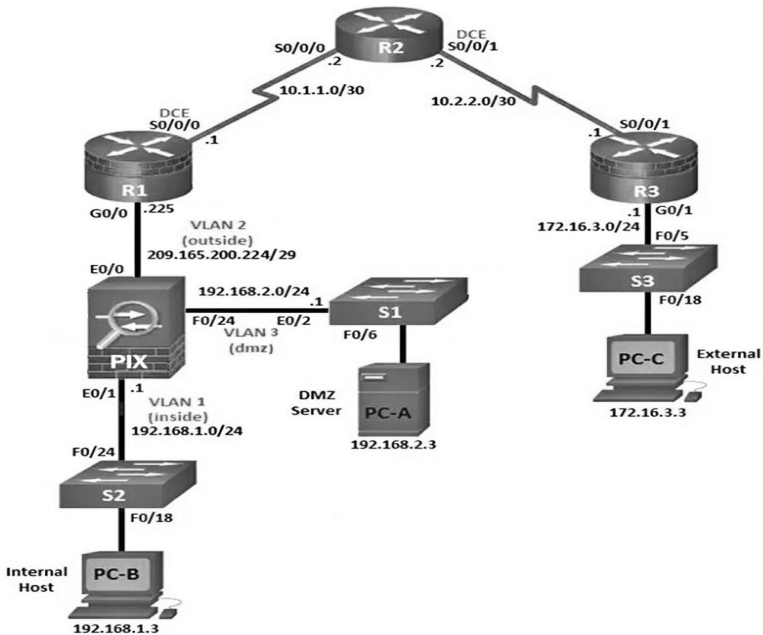 DCE
S0/0/0
R2
S0/0/1
.2
.2
10.1.1.0/30
10.2.2.0/30
DCE
S0/0/0
.1
S0/0/1
.1
R1
R3
G0/0
.225
.1
G0/1
VLAN 2
(outside)
172.16.3.0/24
F0/5
209.165.200.224/29
E0/0
S3
192.168.2.0/24
.1
F0/24
E0/2
S1
F0/18
VLAN 3
(dmz)
F0/6
PIX
PC-C
External
Host
E0/1
.1
VLAN 1
(inside)
DMZ
Server
PC-A
172.16.3.3
192.168.1.0/24
192.168.2.3
F0/24
S2
F0/18
Internal
Host
PC-B
192.168.1.3